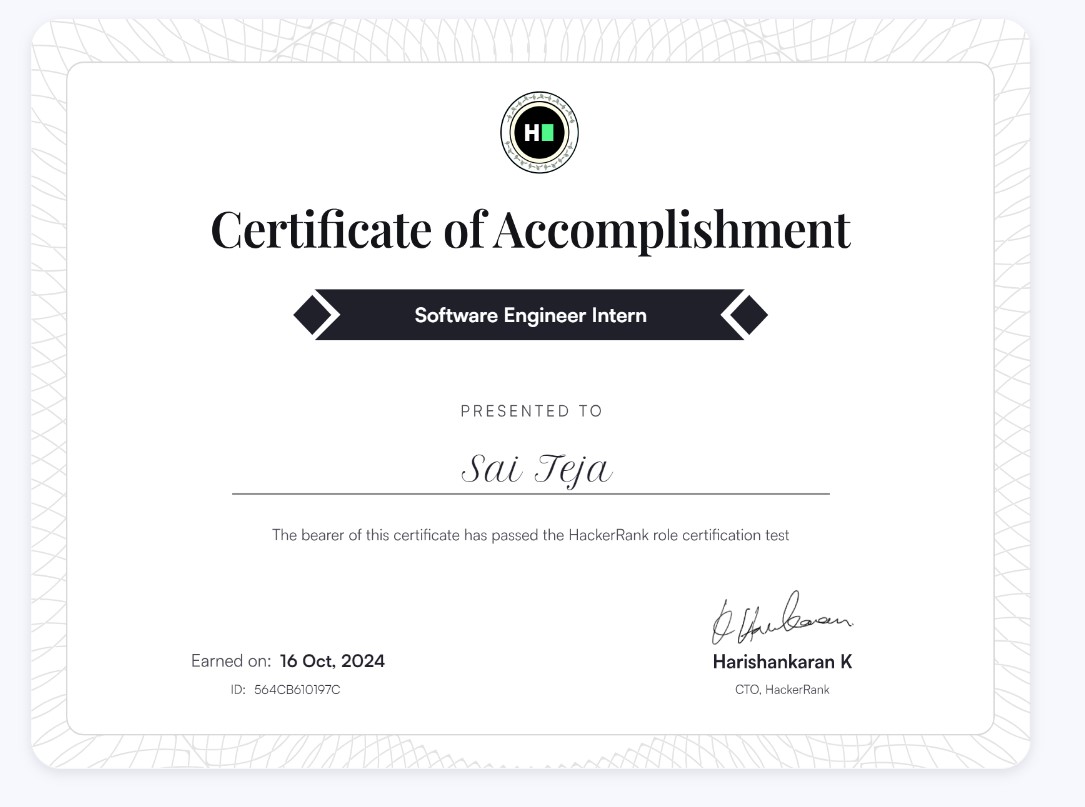 H
Certificate of Accomplishment
Software Engineer Intern
PRESENTED TO
Sai Teja
The bearer of this certificate has passed the HackerRank role certification test
Earned on: 16 Oct, 2024
ID: 564CB610197C
Harishankaran K
CTO, HackerRank